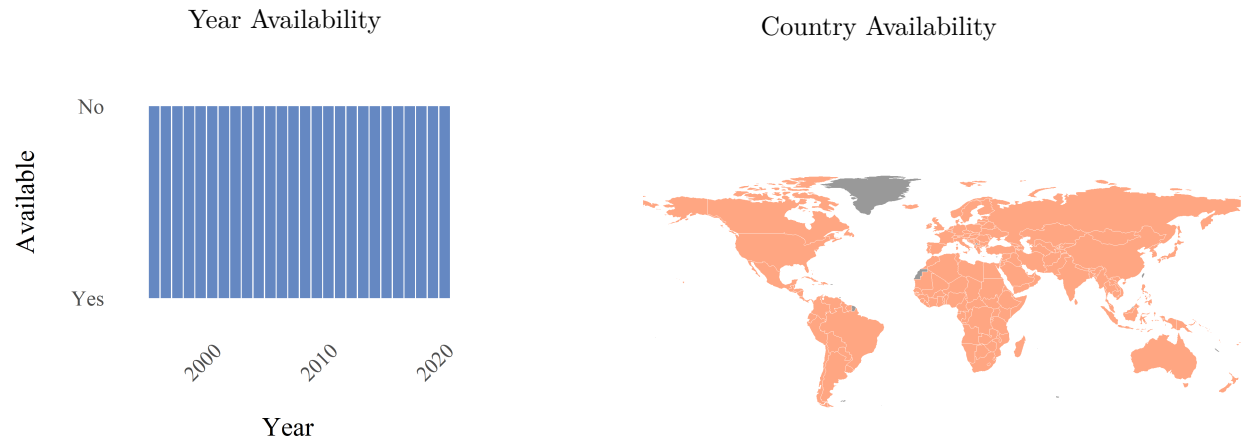 Year Availability
Country Availability
No
Available
Yes
2000
2010
2020
Year